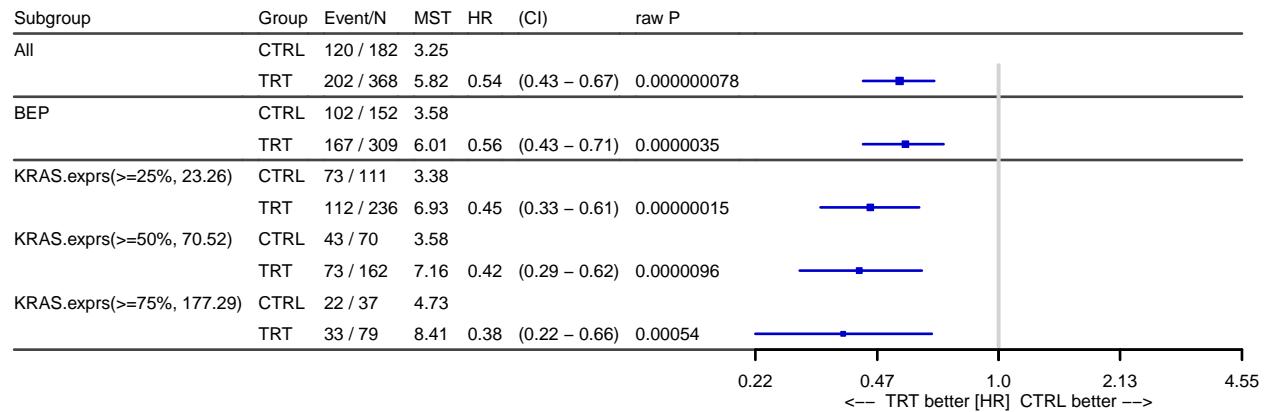 Subgroup Group Event/N MST HR (CI) raw P
All CTRL 120 / 182 3.25
TRT 202 / 368 5.82 0.54 (0.43 – 0.67) 0.000000078
BEP CTRL 102 / 152 3.58
TRT 167 / 309 6.01 0.56 (0.43 – 0.71) 0.0000035
KRAS.exprs(>=25%, 23.26) CTRL 73 / 111 3.38
TRT 112 / 236 6.93 0.45 (0.33 – 0.61) 0.00000015
KRAS.exprs(>=50%, 70.52) CTRL 43 / 70 3.58
TRT 73 / 162 7.16 0.42 (0.29 – 0.62) 0.0000096
KRAS.exprs(>=75%, 177.29) CTRL 22 / 37 4.73
TRT 33 / 79 8.41 0.38 (0.22 – 0.66) 0.00054
0.22 0.47 1.0 2.13 4.55
<−− TRT better [HR] CTRL better −−>